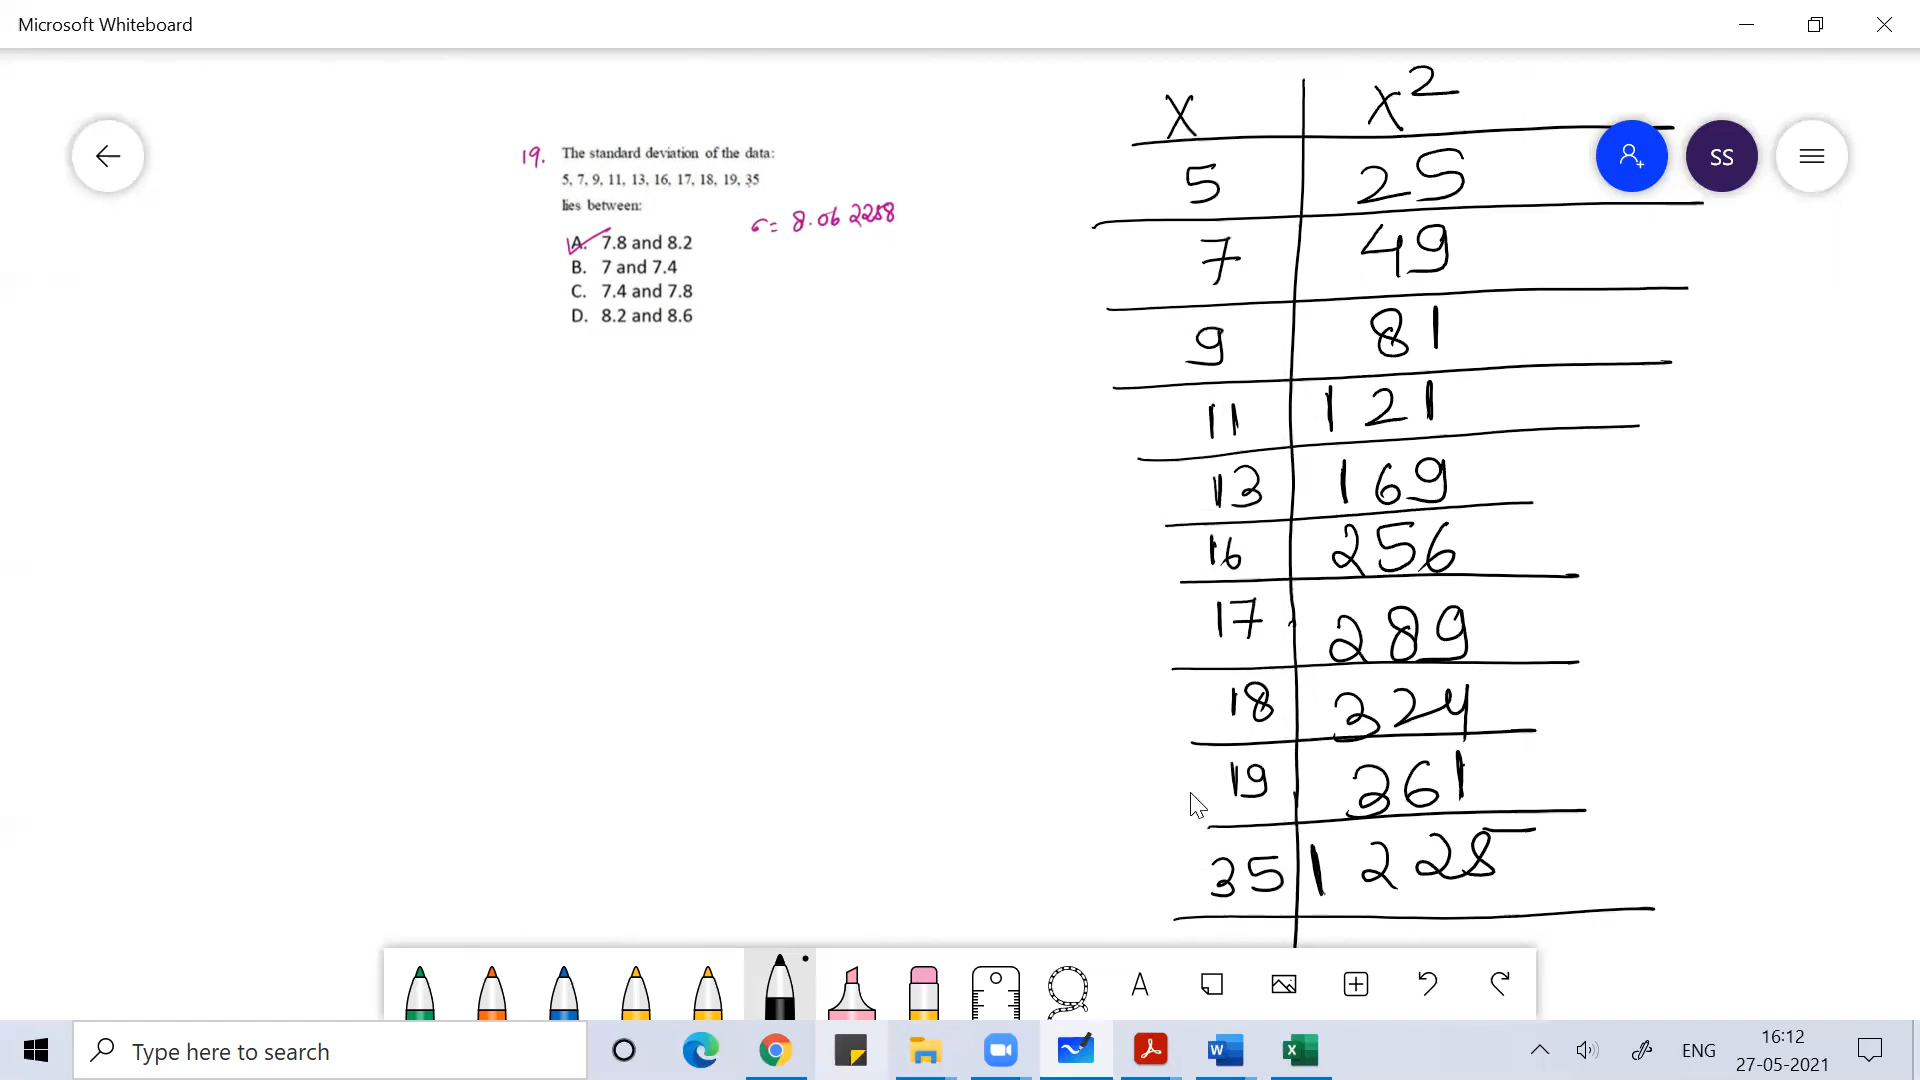 Microsoft Whiteboard
19. The standard deviation of the data:
5, 7, 9, 11, 13, 16, 17, 18, 19, 35
lies between:
σ= 8.062258
A. 7.8 and 8.2
B. 7 and 7.4
C. 7.4 and 7.8
D. 8.2 and 8.6
X X²
5 25
7 49
9 81
11 121
13 169
16 256
17 289
18 324
19 361
35 1225
SS
A
Type here to search
W
X
ENG
16:12
27-05-2021